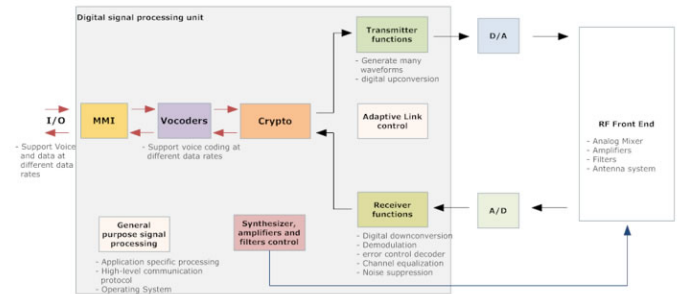 Digital signal processing unit
Transmitter
functions
D/A
- Generate many
waveforms
- digital upconversion
I/O
MMI
Vocoders
Crypto
Adaptive Link
control
RF Front End
- Analog Mixer
- Amplifiers
- Filters
- Antenna system
- Support Voice
and data at
different data
rates
- Support voice coding at
different data rates
Receiver
functions
A/D
General
purpose signal
processing
Synthesizer,
amplifiers and
filters control
- Digital downconversion
- Demodulation
- error control decoder
- Channel equalization
- Noise suppression
- Application specific processing
- High-level communication
protocol
- Operating System